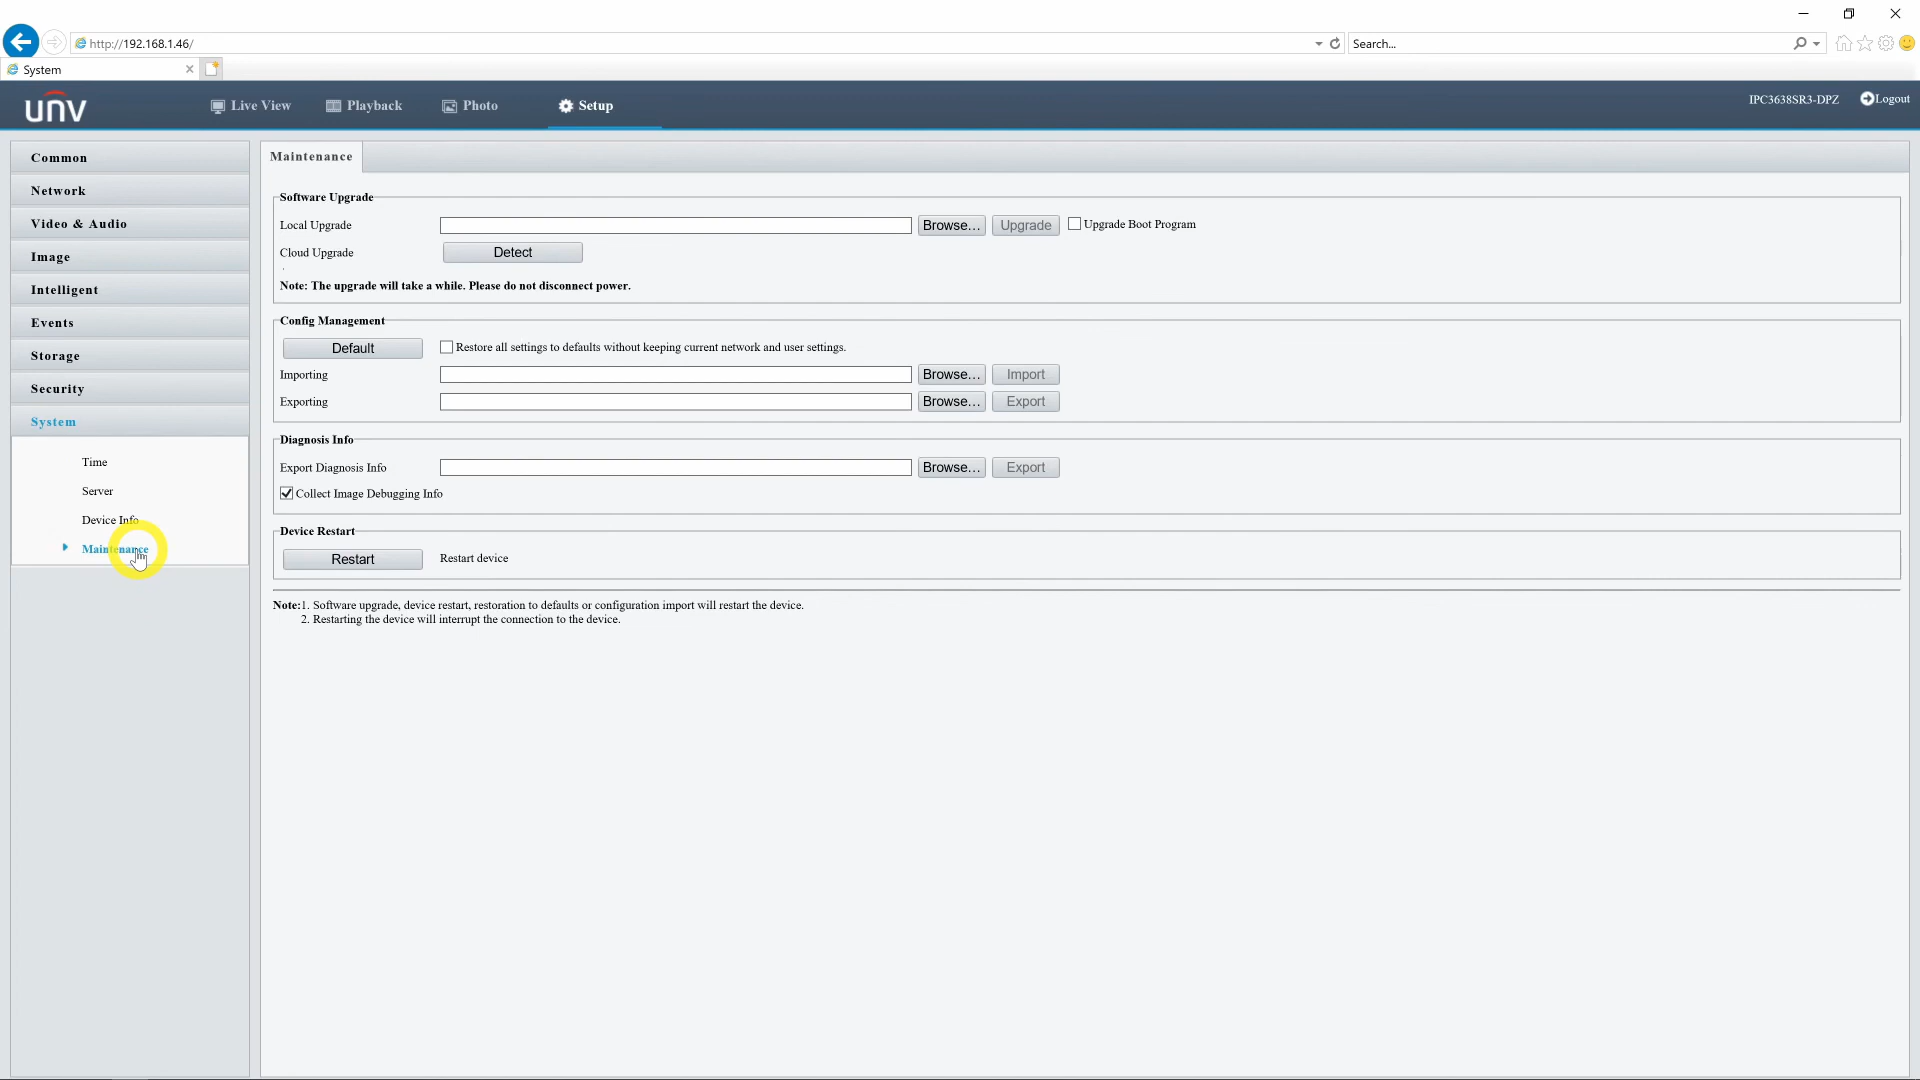 http://192.168.1.46/
Search...
System
unv
Live View
Playback
Photo
Setup
IPC3638SR3-DPZ
Logout
Common
Network
Video & Audio
Image
Intelligent
Events
Storage
Security
System
Time
Server
Device Info
Maintenance
Maintenance
Software Upgrade
Local Upgrade Browse... Upgrade Upgrade Boot Program
Cloud Upgrade Detect
Note: The upgrade will take a while. Please do not disconnect power.
Config Management
Default Restore all settings to defaults without keeping current network and user settings.
Importing Browse... Import
Exporting Browse... Export
Diagnosis Info
Export Diagnosis Info Browse... Export
Collect Image Debugging Info
Device Restart
Restart Restart device
Note:1. Software upgrade, device restart, restoration to defaults or configuration import will restart the device.
2. Restarting the device will interrupt the connection to the device.